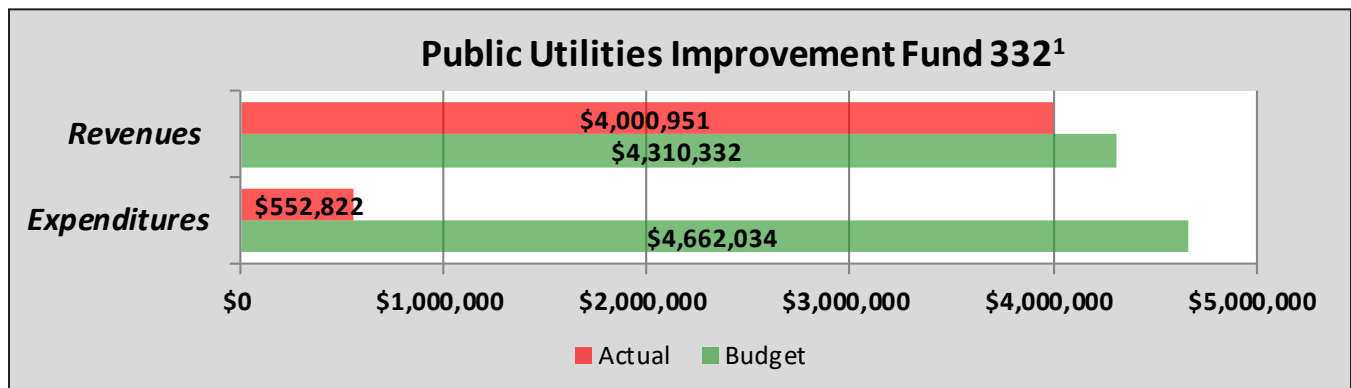 Public Utilities Improvement Fund 332¹
Revenues
$4,000,951
$4,310,332
Expenditures
$552,822
$4,662,034
$0 $1,000,000 $2,000,000 $3,000,000 $4,000,000 $5,000,000
Actual Budget